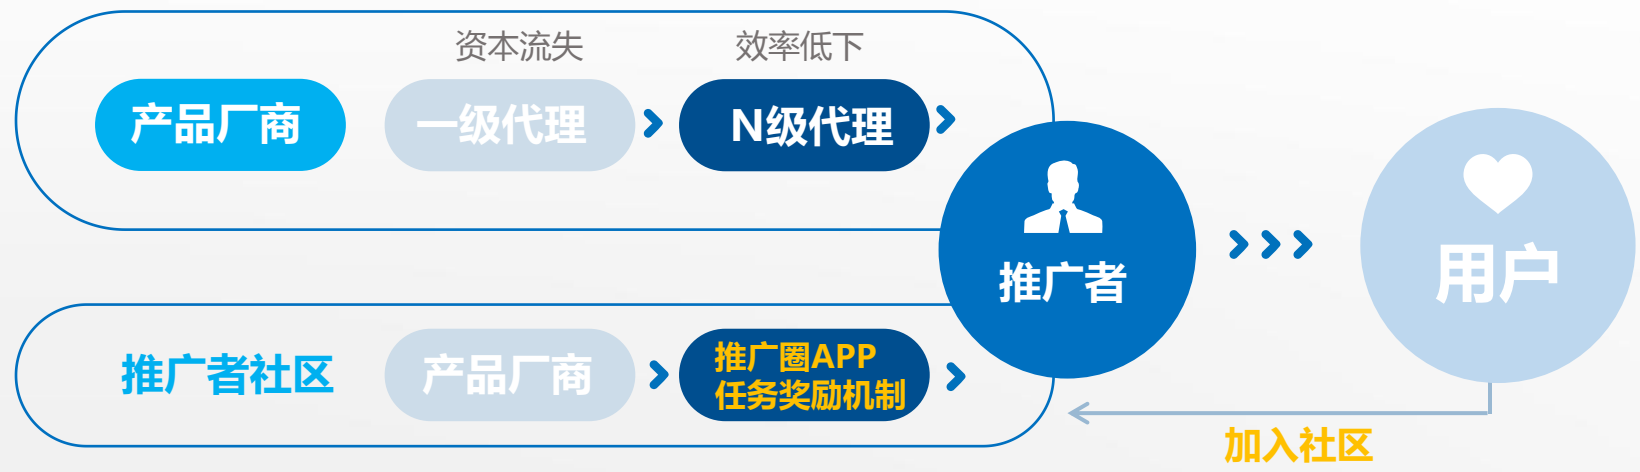 资本流失
效率低下
产品厂商
一级代理
N级代理
推广者
用户
推广者社区
产品厂商
推广圈APP
任务奖励机制
加入社区